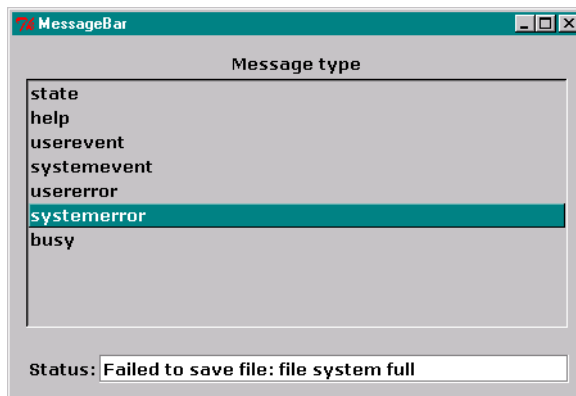 MessageBar
Message type
state
help
userevent
systemevent
usererror
systemerror
busy
Status: Failed to save file: file system full